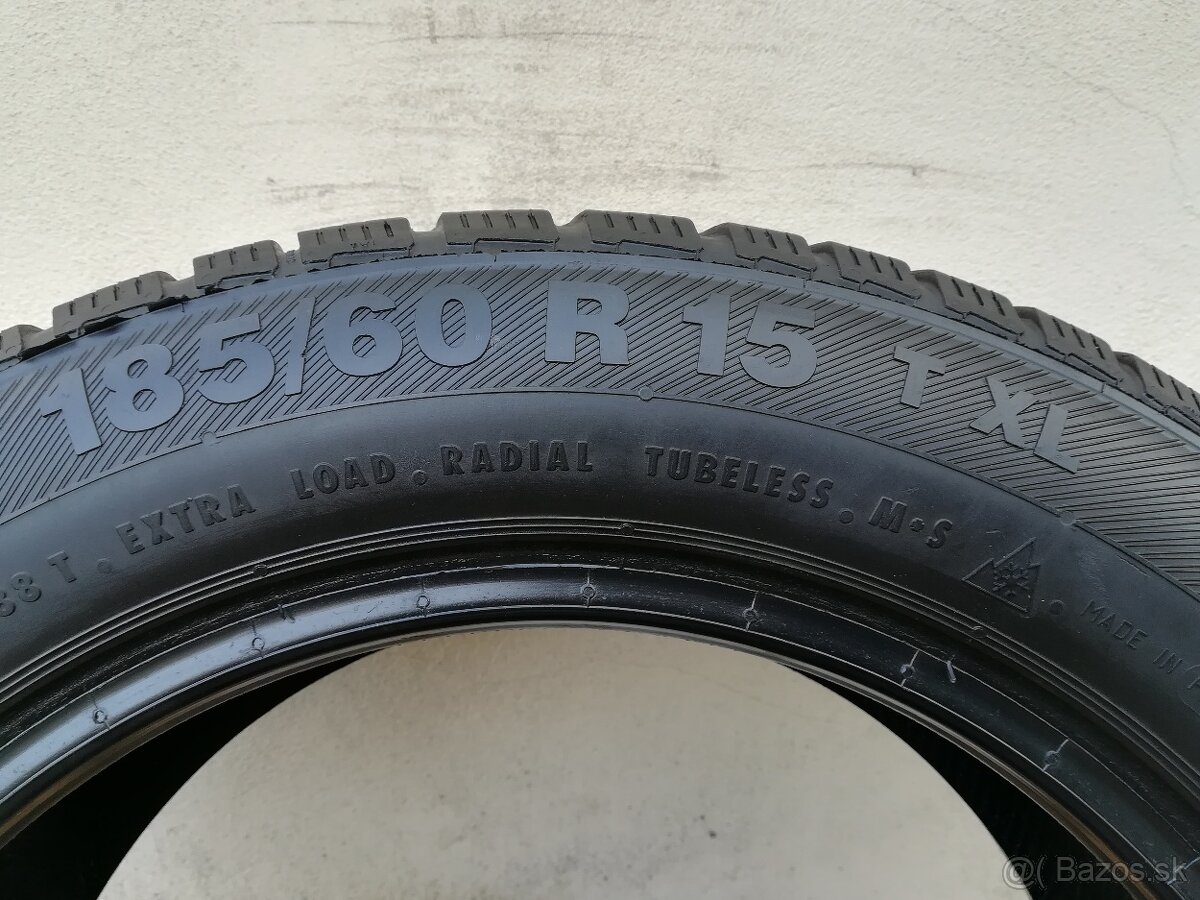 185/60 R 15 T XL
88 T . EXTRA LOAD . RADIAL TUBELESS . M+S
MADE IN
@( Bazos.sk